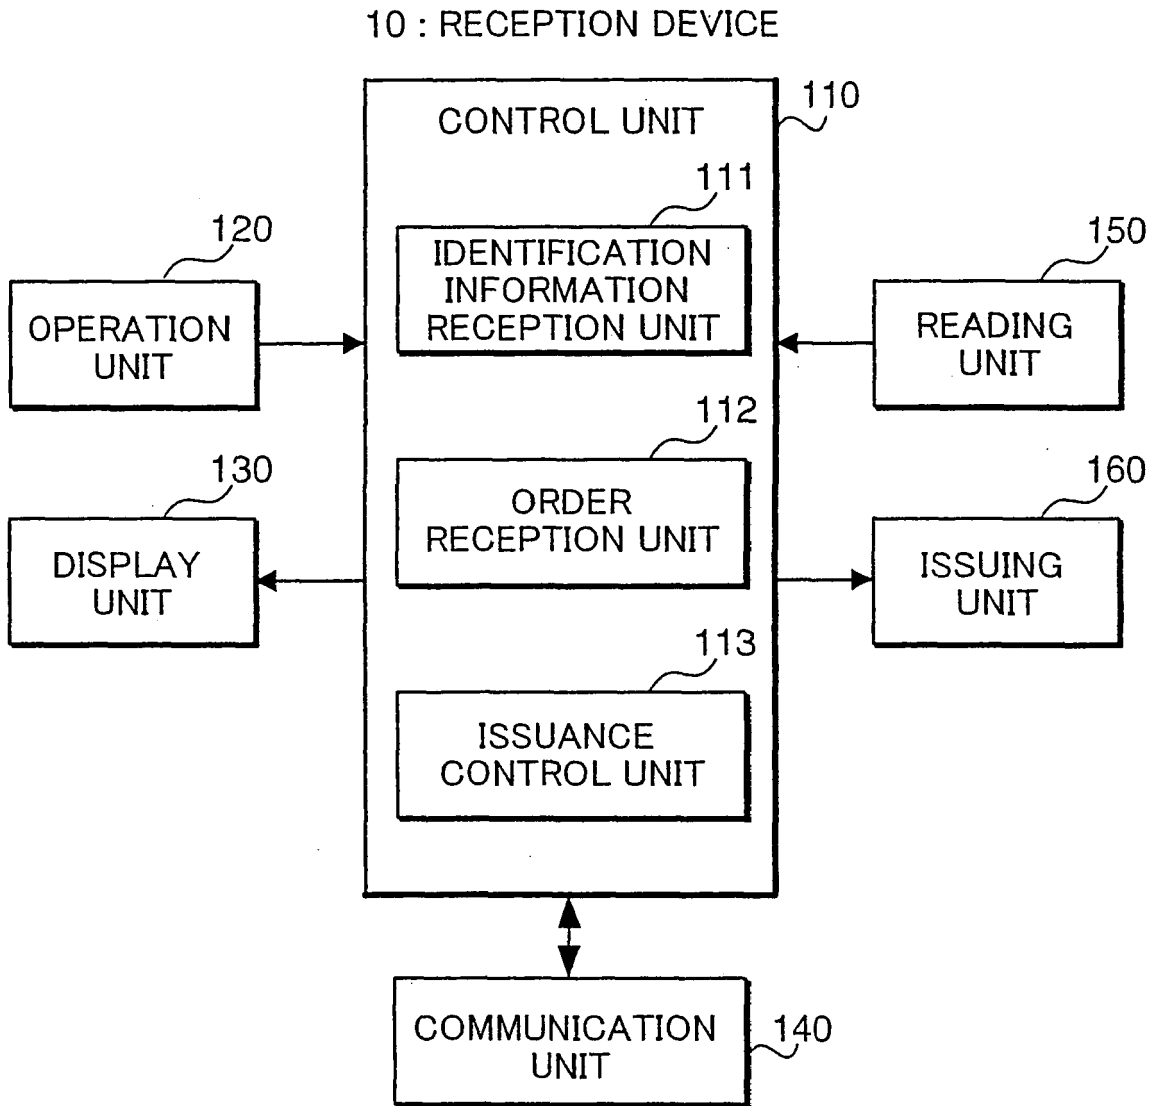 10 : RECEPTION DEVICE
CONTROL UNIT
110
111
IDENTIFICATION
INFORMATION
RECEPTION UNIT
120
OPERATION
UNIT
150
READING
UNIT
112
ORDER
RECEPTION UNIT
130
DISPLAY
UNIT
160
ISSUING
UNIT
113
ISSUANCE
CONTROL UNIT
COMMUNICATION
UNIT
140